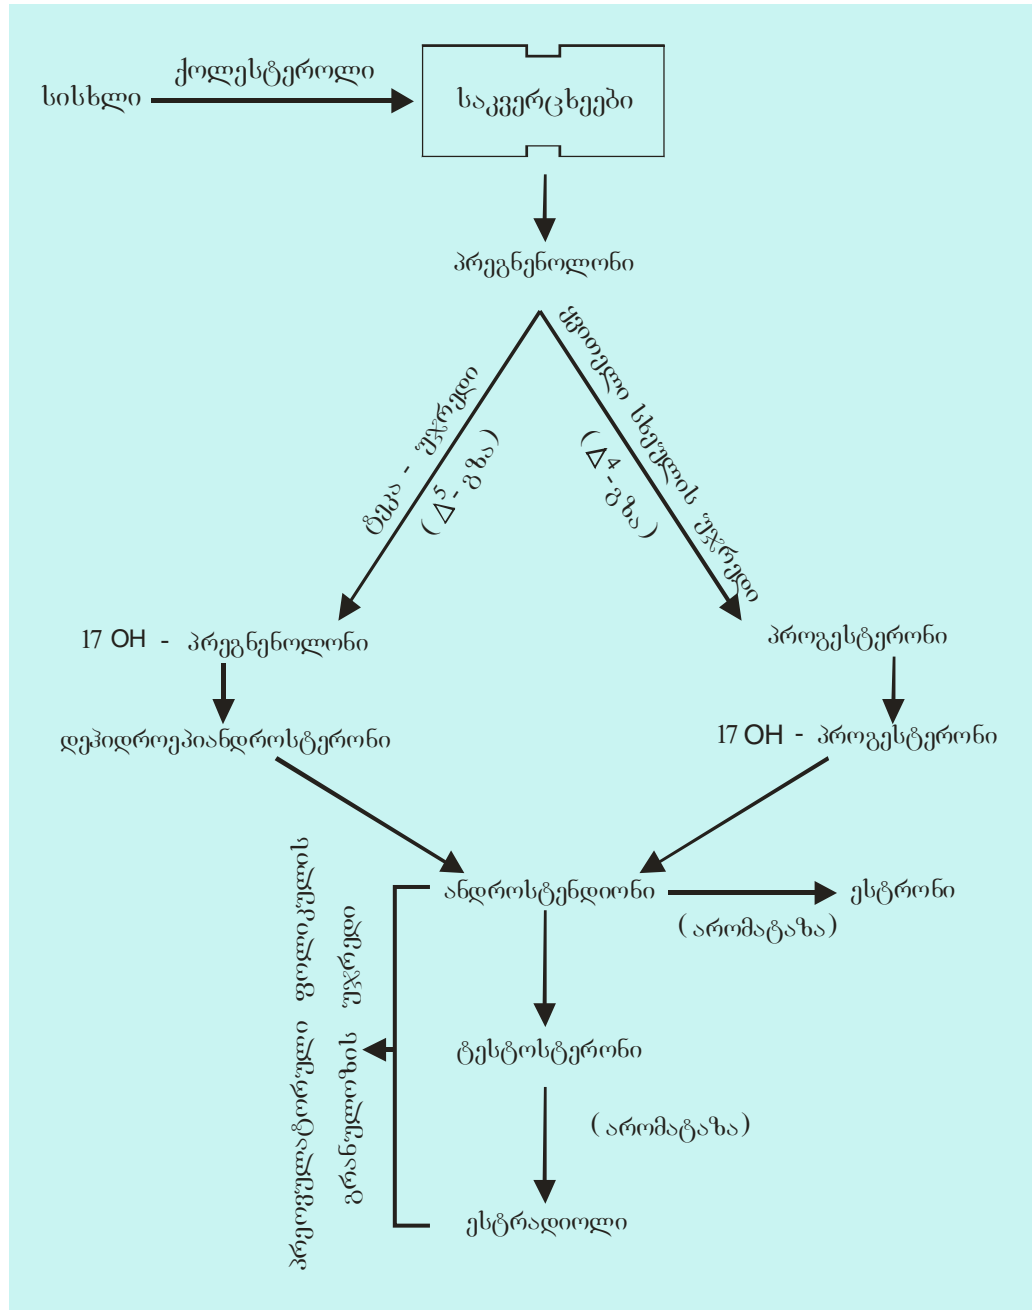 ქოლესტეროლი
სისხლი
საკვერცხეები
პრეგნენოლონი
ტეკა - უჯრედი
(Δ⁵- გზა)
ყვითელი სხეულის უჯრედი
(Δ⁴-გზა)
17 OH - პრეგნენოლონი
პროგესტერონი
დეჰიდროეპიანდროსტერონი
17 OH - პროგესტერონი
ანდროსტენდიონი
ესტრონი
(არომატაზა)
პრეოვულატორული ფოლიკულის
გრანულოზის უჯრედი
ტესტოსტერონი
(არომატაზა)
ესტრადიოლი